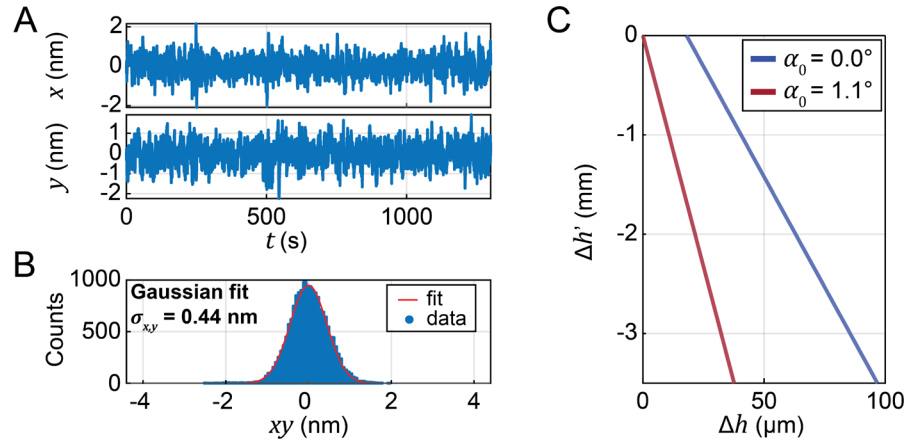 A
x (nm)
2
0
-2
y (nm)
1
0
-1
-2
0
500
1000
t (s)
B
Counts
1000
500
0
Gaussian fit
σx,y = 0.44 nm
fit
data
-4
-2
0
2
4
xy (nm)
C
Δh' (mm)
0
-1
-2
-3
α0 = 0.0°
α0 = 1.1°
0
50
100
Δh (μm)